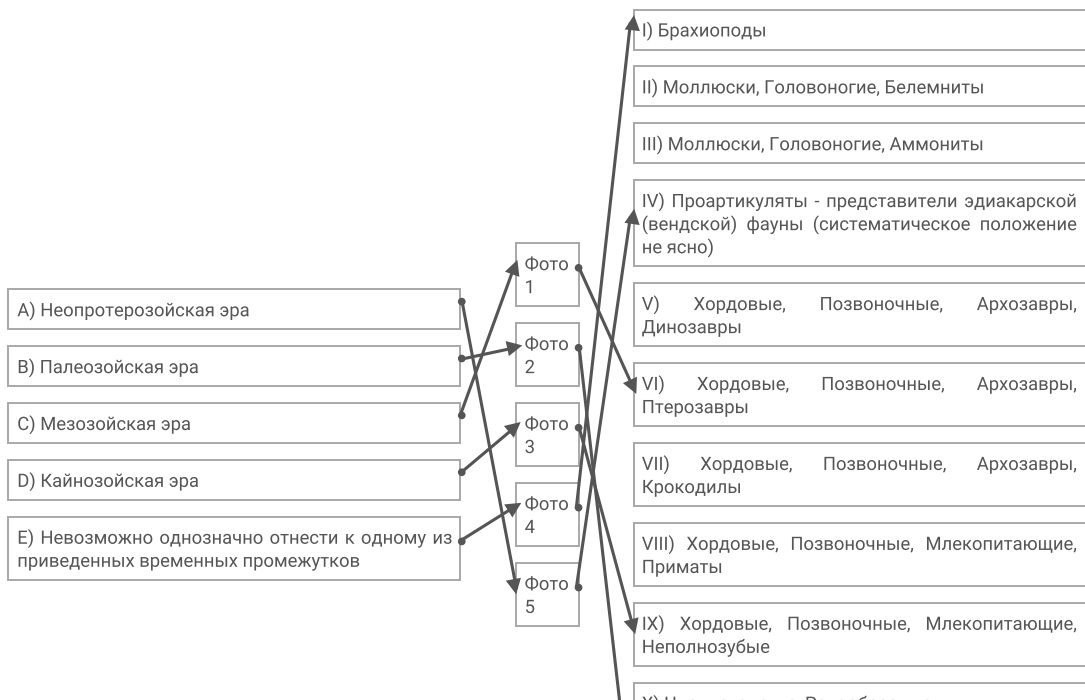 I) Брахиоподы
II) Моллюски, Головоногие, Белемниты
III) Моллюски, Головоногие, Аммониты
IV) Проартикуляты - представители эдиакарской
(вендской) фауны (систематическое положение
не ясно)
V) Хордовые, Позвоночные, Архозавры,
Динозавры
VI) Хордовые, Позвоночные, Архозавры,
Птерозавры
VII) Хордовые, Позвоночные, Архозавры,
Крокодилы
VIII) Хордовые, Позвоночные, Млекопитающие,
Приматы
IX) Хордовые, Позвоночные, Млекопитающие,
Неполнозубые
Фото
1
Фото
2
Фото
3
Фото
4
Фото
5
A) Неопротерозойская эра
B) Палеозойская эра
C) Мезозойская эра
D) Кайнозойская эра
E) Невозможно однозначно отнести к одному из
приведенных временных промежутков